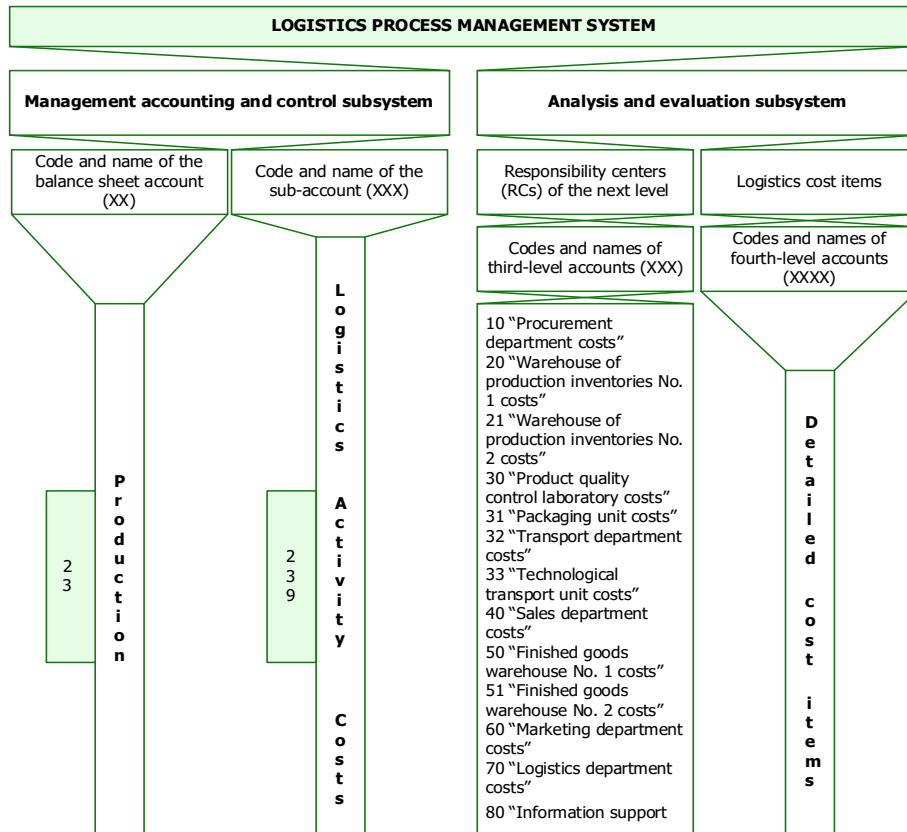 LOGISTICS PROCESS MANAGEMENT SYSTEM
Management accounting and control subsystem
Analysis and evaluation subsystem
Code and name of the
balance sheet account
(XX)
Code and name of the
sub-account (XXX)
Responsibility centers
(RCs) of the next level
Logistics cost items
Codes and names of
third-level accounts (XXX)
Codes and names of
fourth-level accounts
(XXXX)
23
Production
239
Logistics Activity Costs
10 “Procurement
department costs”
20 “Warehouse of
production inventories No.
1 costs”
21 “Warehouse of
production inventories No.
2 costs”
30 “Product quality
control laboratory costs”
31 “Packaging unit costs”
32 “Transport department
costs”
33 “Technological
transport unit costs”
40 “Sales department
costs”
50 “Finished goods
warehouse No. 1 costs”
51 “Finished goods
warehouse No. 2 costs”
60 “Marketing department
costs”
70 “Logistics department
costs”
80 “Information support
Detailed cost items